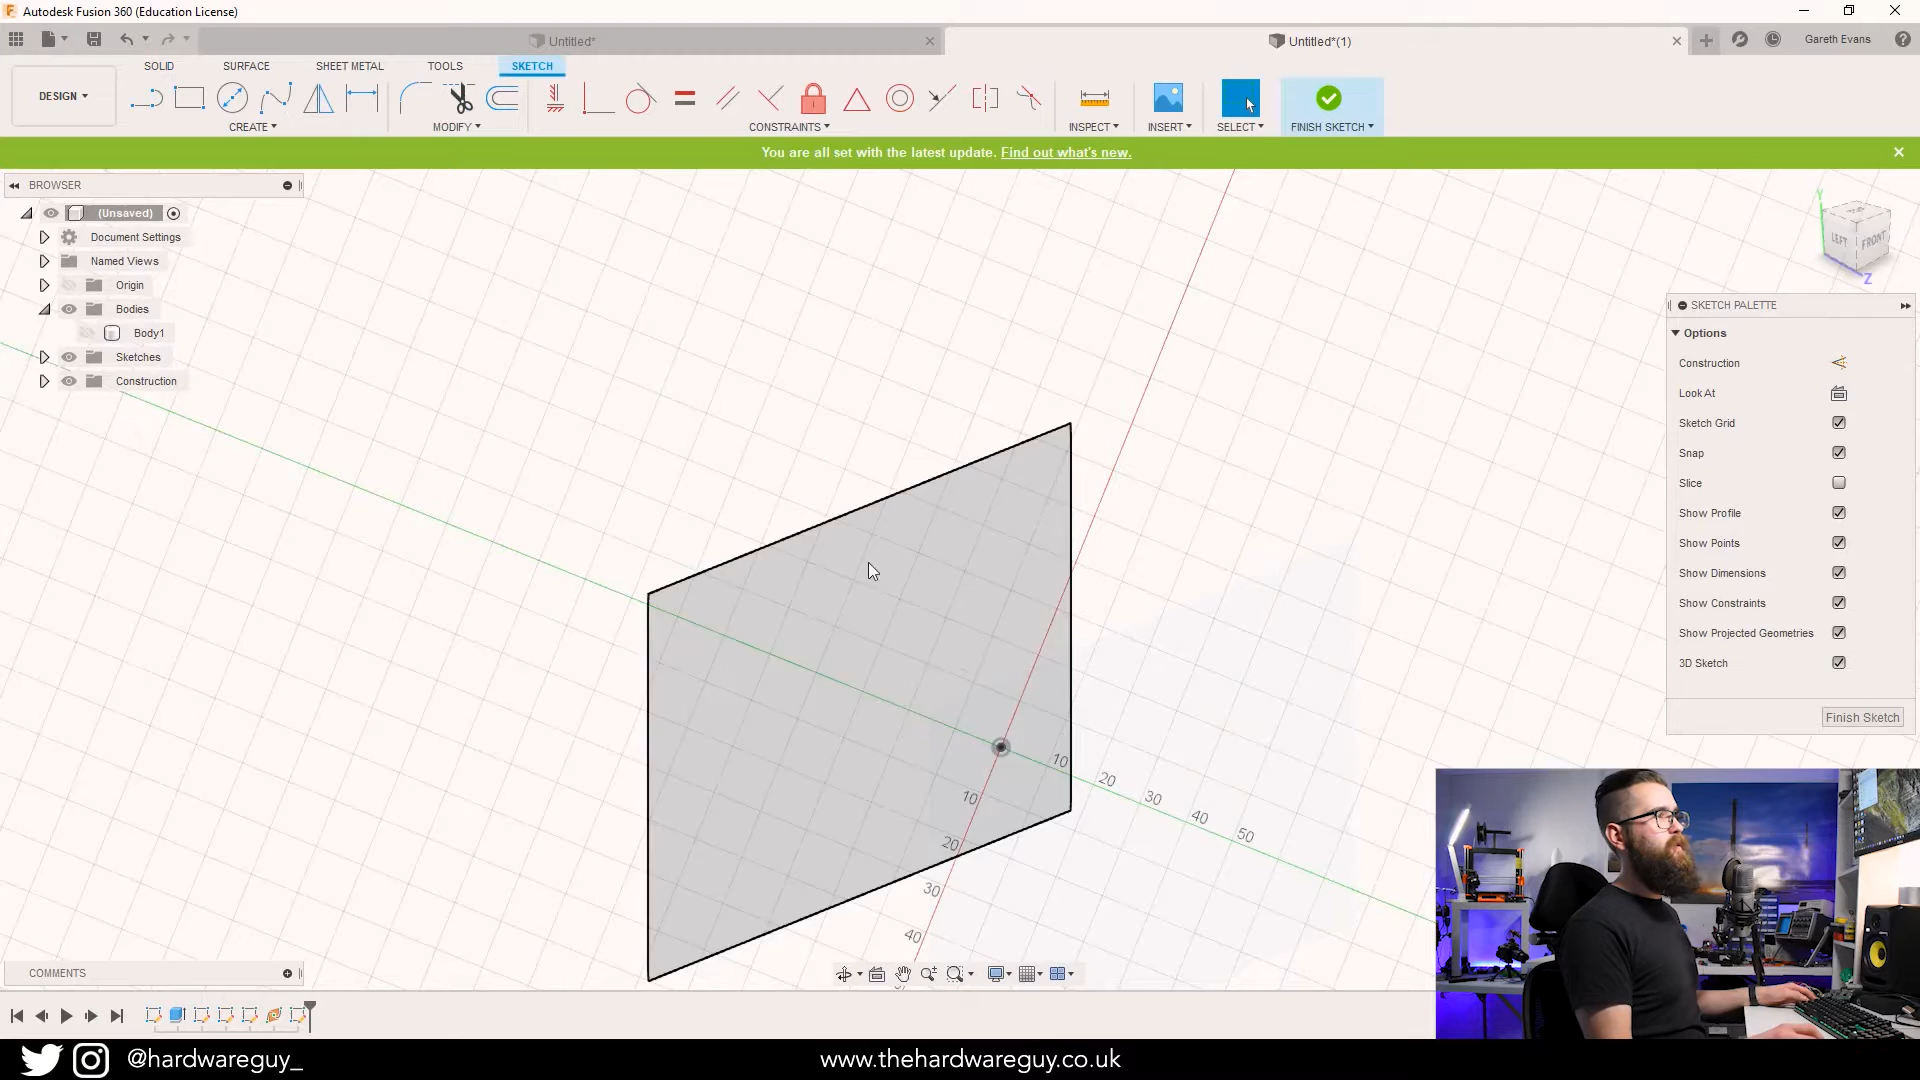 Autodesk Fusion 360 (Education License)
Untitled*
Untitled*(1)
Gareth Evans
DESIGN
SOLID
SURFACE
SHEET METAL
TOOLS
SKETCH
CREATE
MODIFY
CONSTRAINTS
INSPECT
INSERT
SELECT
FINISH SKETCH
You are all set with the latest update. Find out what's new.
BROWSER
(Unsaved)
Document Settings
Named Views
Origin
Bodies
Body1
Sketches
Construction
Y
LEFT
FRONT
Z
SKETCH PALETTE
Options
Construction
Look At
Sketch Grid
Snap
Slice
Show Profile
Show Points
Show Dimensions
Show Constraints
Show Projected Geometries
3D Sketch
Finish Sketch
10
20
30
40
50
10
20
30
40
COMMENTS
@hardwareguy_
www.thehardwareguy.co.uk